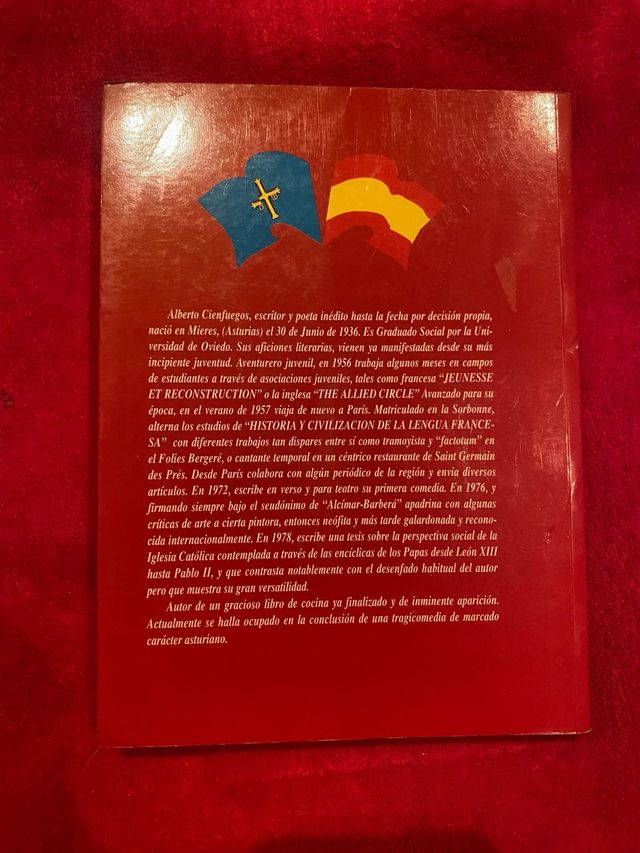 Alberto Cienfuegos, escritor y poeta inédito hasta la fecha por decisión propia,
nació en Mieres, (Asturias) el 30 de Junio de 1936. Es Graduado Social por la Uni-
versidad de Oviedo. Sus aficiones literarias, vienen ya manifestadas desde su más
incipiente juventud. Aventurero juvenil, en 1956 trabaja algunos meses en campos
de estudiantes a través de asociaciones juveniles, tales como francesa "JEUNESSE
ET RECONSTRUCTION" o la inglesa "THE ALLIED CIRCLE" Avanzado para su
época, en el verano de 1957 viaja de nuevo a París. Matriculado en la Sorbonne,
alterna los estudios de "HISTORIA Y CIVILIZACION DE LA LENGUA FRANCE-
SA" con diferentes trabajos tan dispares entre sí como tramoyista y "factotum" en
el Folies Bergeré, o cantante temporal en un céntrico restaurante de Saint Germain
des Prés. Desde París colabora con algún periódico de la región y envia diversos
artículos. En 1972, escribe en verso y para teatro su primera comedia. En 1976, y
firmando siempre bajo el seudónimo de "Alcímar-Barberá" apadrina con algunas
críticas de arte a cierta pintora, entonces neófita y más tarde galardonada y recono-
cida internacionalmente. En 1978, escribe una tesis sobre la perspectiva social de la
Iglesia Católica contemplada a través de las encíclicas de los Papas desde León XIII
hasta Pablo II, y que contrasta notablemente con el desenfado habitual del autor
pero que muestra su gran versatilidad.
Autor de un gracioso libro de cocina ya finalizado y de inminente aparición.
Actualmente se halla ocupado en la conclusión de una tragicomedia de marcado
carácter asturiano.